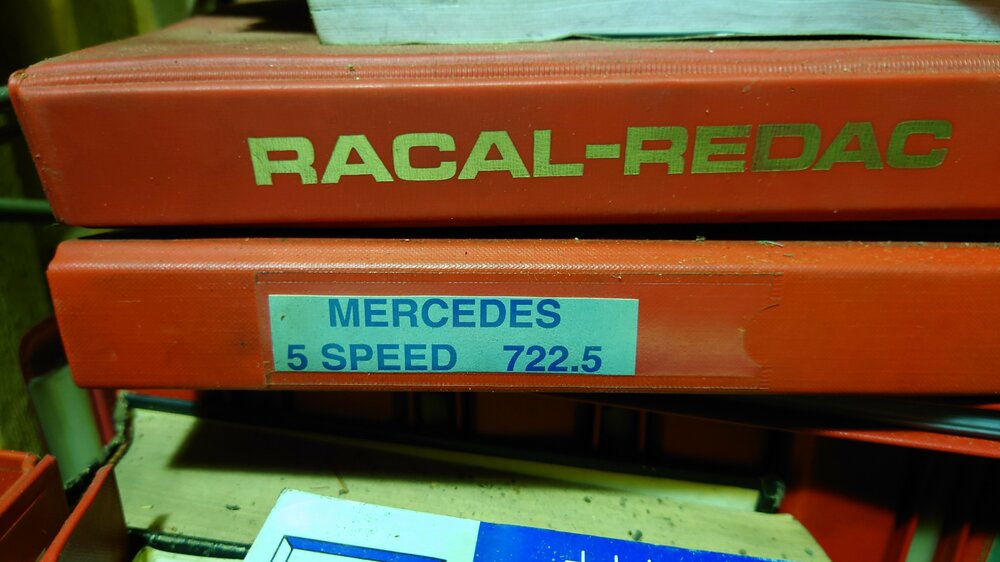 RACAL-REDAC
MERCEDES
5 SPEED 722.5